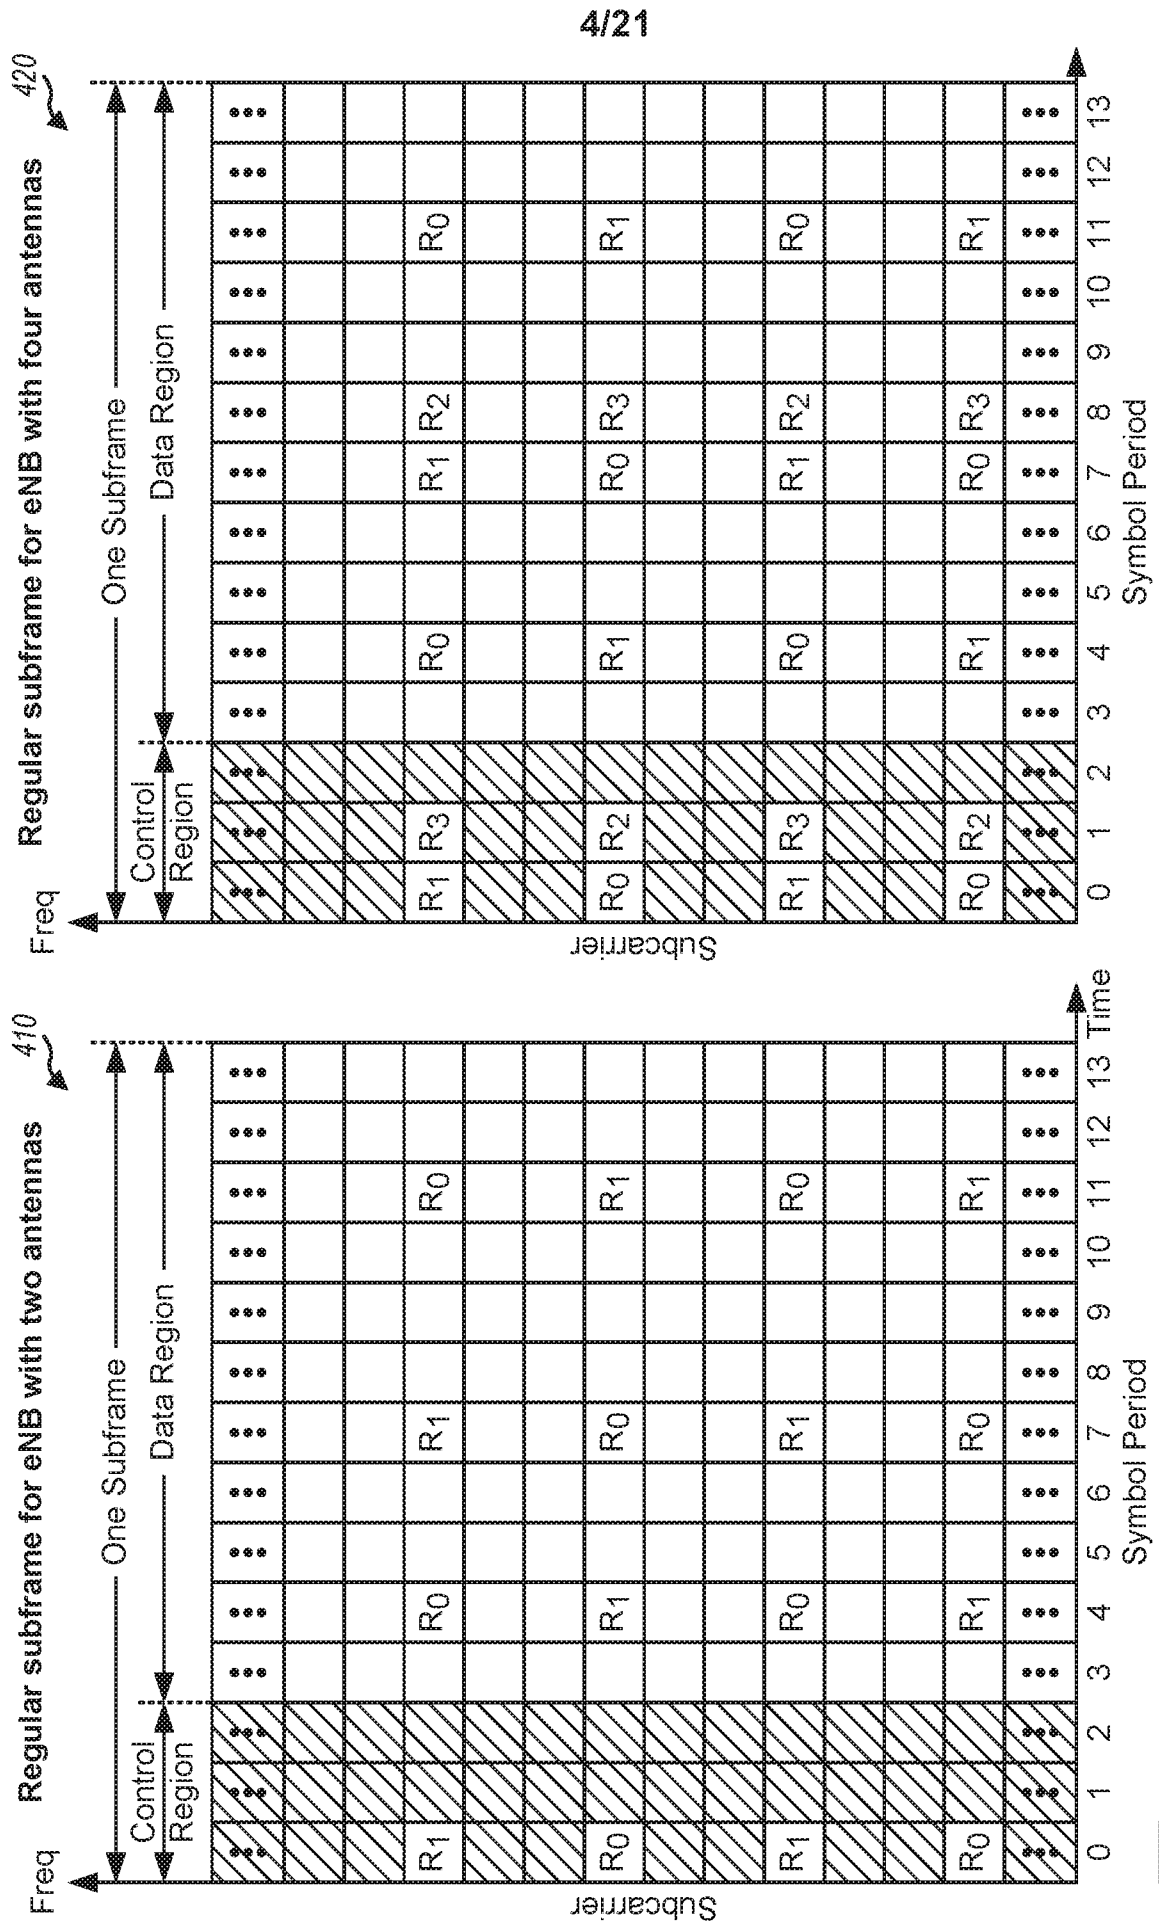 4/21
Regular subframe for eNB with two antennas
410
Freq
One Subframe
Control
Region
Data Region
Subcarrier
••• ••• ••• ••• ••• ••• ••• ••• ••• ••• ••• ••• ••• •••
R1 R0 R1 R0
R0 R1 R0 R1
R1 R0 R1 R0
R0 R1 R0 R1
••• ••• ••• ••• ••• ••• ••• ••• ••• ••• ••• ••• ••• •••
0 1 2 3 4 5 6 7 8 9 10 11 12 13
Time
Symbol Period
Regular subframe for eNB with four antennas
420
Freq
One Subframe
Control
Region
Data Region
Subcarrier
••• ••• ••• ••• ••• ••• ••• ••• ••• ••• ••• ••• ••• •••
R1 R3 R0 R1 R2 R0
R0 R2 R1 R0 R3 R1
R1 R3 R0 R1 R2 R0
R0 R2 R1 R0 R3 R1
••• ••• ••• ••• ••• ••• ••• ••• ••• ••• ••• ••• ••• •••
0 1 2 3 4 5 6 7 8 9 10 11 12 13
Symbol Period